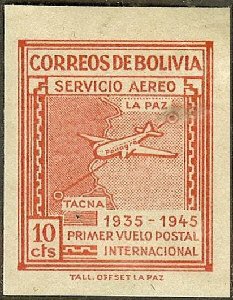 CORREOS DE BOLIVIA
SERVICIO AEREO
LA PAZ
TACNA
10
cts
1935 - 1945
PRIMER VUELO POSTAL
INTERNACIONAL
TALL. OFFSET LA PAZ